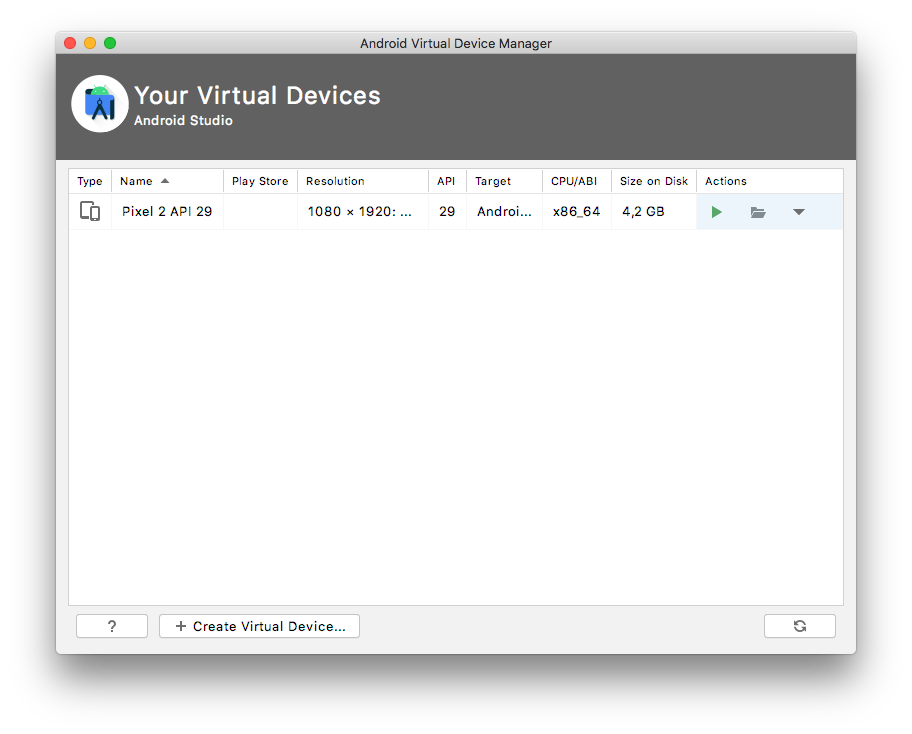 Android Virtual Device Manager
Your Virtual Devices
Android Studio
Type Name Play Store Resolution API Target CPU/ABI Size on Disk Actions
Pixel 2 API 29 1080 × 1920: ... 29 Androi... x86_64 4,2 GB
? + Create Virtual Device...